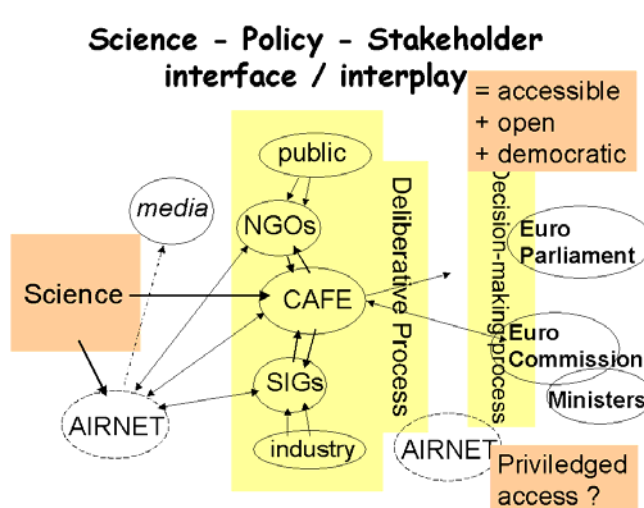 Science - Policy - Stakeholder
interface / interplay
= accessible
+ open
+ democratic
public
media
NGOs
Deliberative Process
Decision-making-process
Euro
Parliament
Science
CAFE
Euro
Commission
SIGs
Ministers
AIRNET
industry
AIRNET
Priviledged
access ?